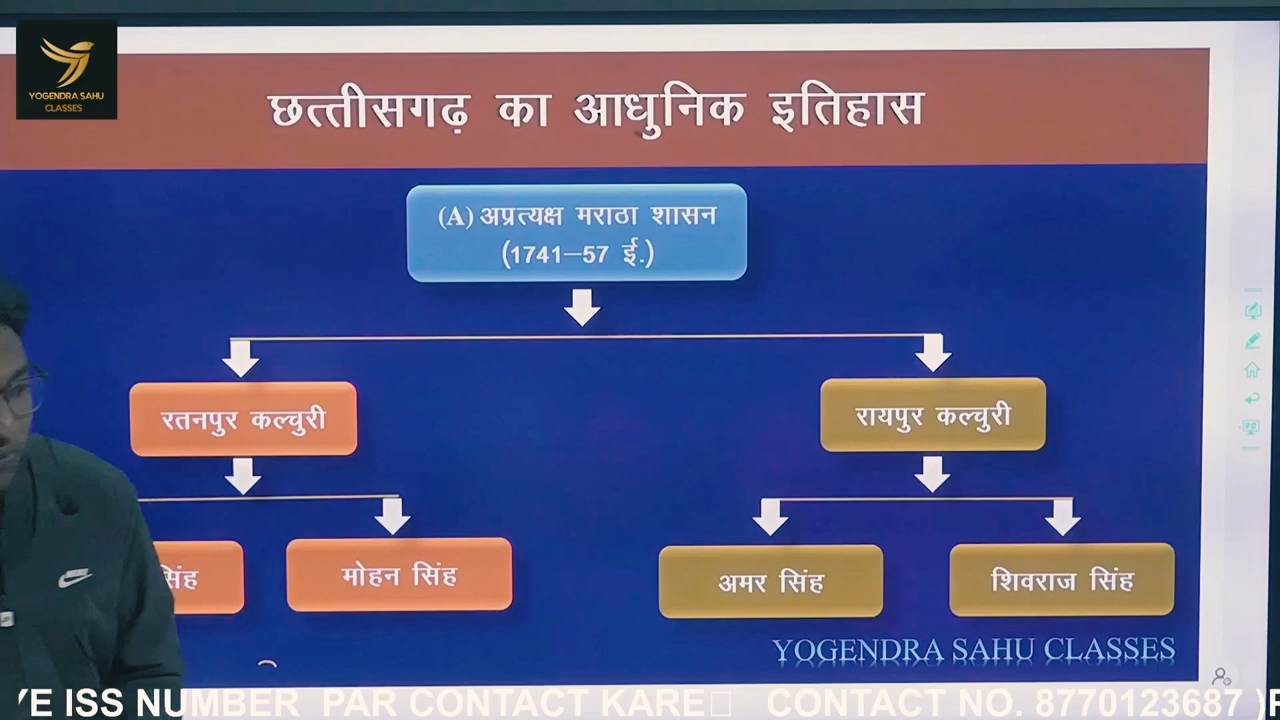 YOGENDRA SAHU
CLASSES
छत्तीसगढ़ का आधुनिक इतिहास
(A) अप्रत्यक्ष मराठा शासन
(1741–57 ई.)
रतनपुर कल्चुरी
रायपुर कल्चुरी
सिंह
मोहन सिंह
अमर सिंह
शिवराज सिंह
YOGENDRA SAHU CLASSES
YE ISS NUMBER PAR CONTACT KARE CONTACT NO. 8770123687 )